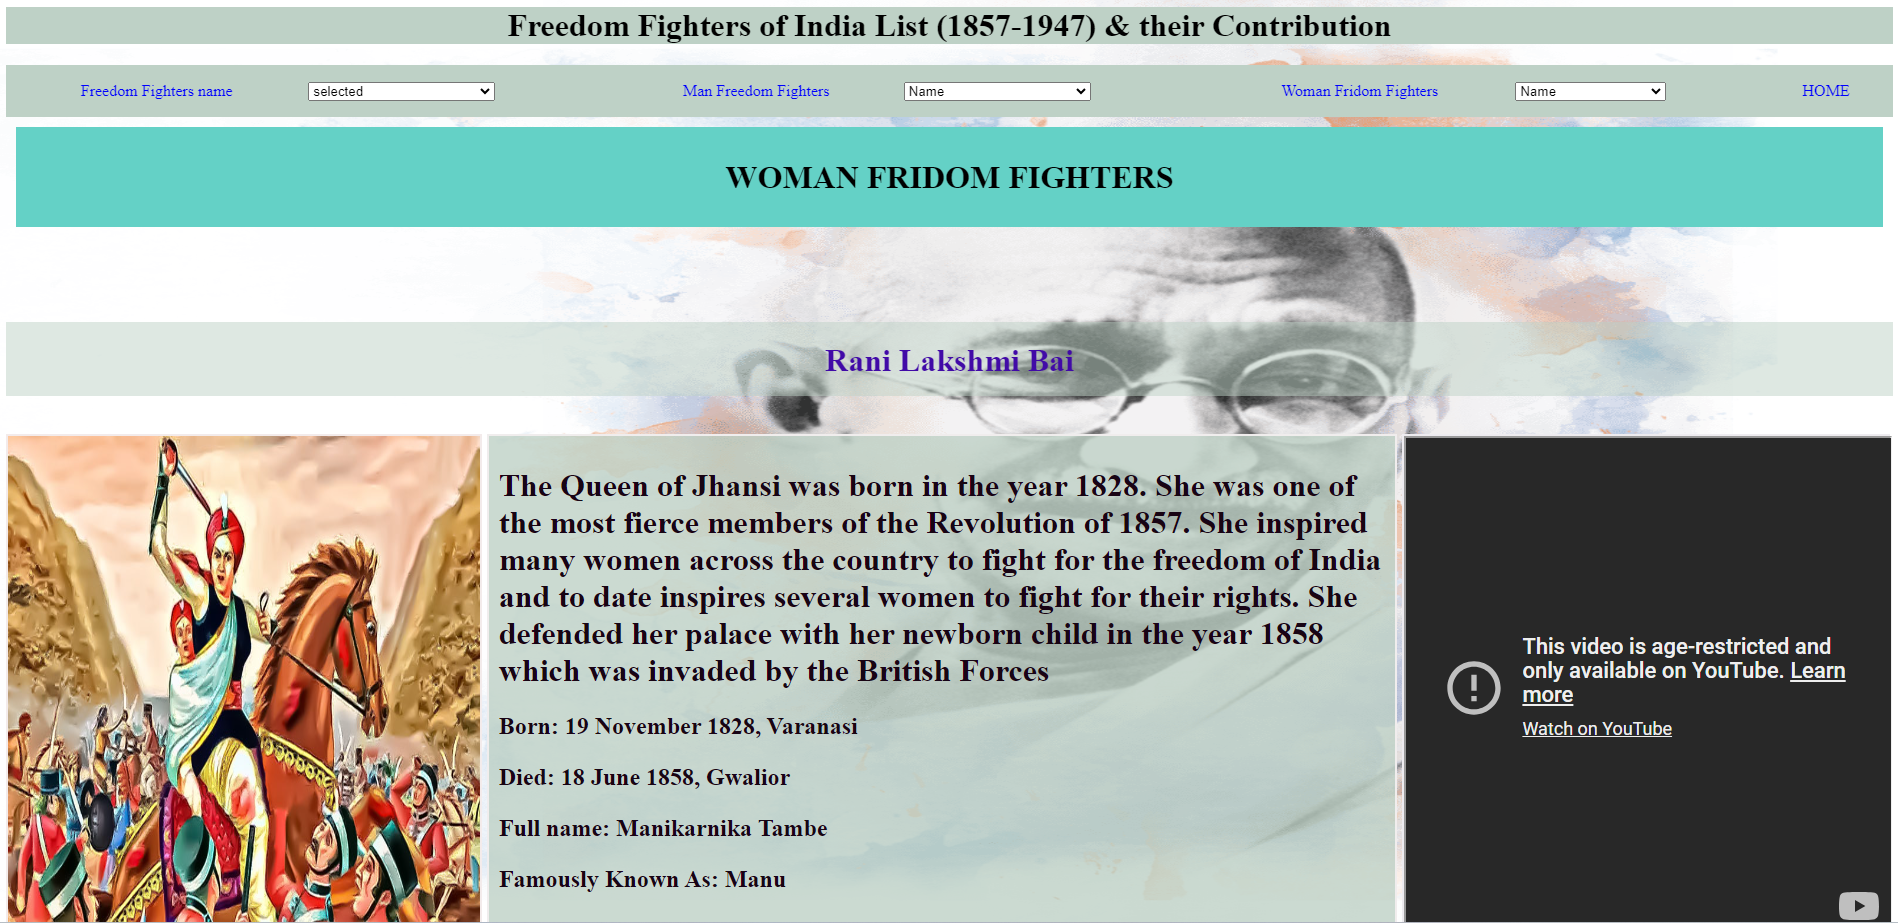 Freedom Fighters of India List (1857-1947) & their Contribution
Freedom Fighters name selected Man Freedom Fighters Name Woman Fridom Fighters Name HOME
WOMAN FRIDOM FIGHTERS
Rani Lakshmi Bai
The Queen of Jhansi was born in the year 1828. She was one of
the most fierce members of the Revolution of 1857. She inspired
many women across the country to fight for the freedom of India
and to date inspires several women to fight for their rights. She
defended her palace with her newborn child in the year 1858
which was invaded by the British Forces
Born: 19 November 1828, Varanasi
Died: 18 June 1858, Gwalior
Full name: Manikarnika Tambe
Famously Known As: Manu
This video is age-restricted and
only available on YouTube. Learn
more
Watch on YouTube